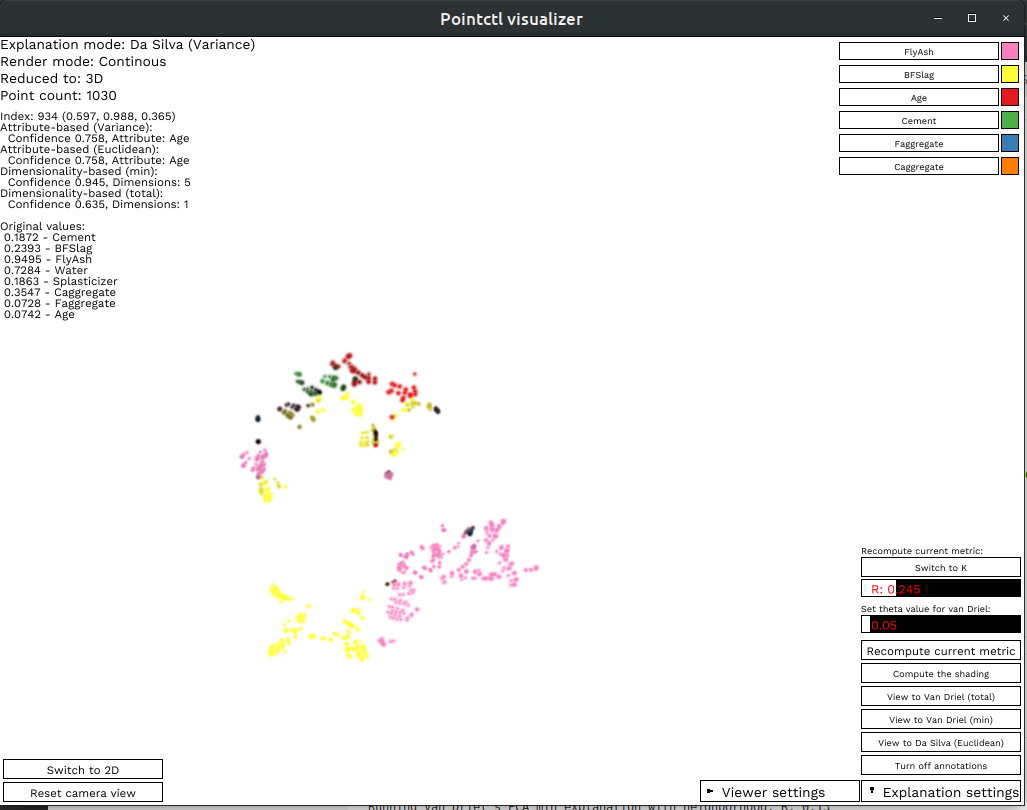 Pointctl visualizer
Explanation mode: Da Silva (Variance)
Render mode: Continous
Reduced to: 3D
Point count: 1030
Index: 934 (0.597, 0.988, 0.365)
Attribute-based (Variance):
Confidence 0.758, Attribute: Age
Attribute-based (Euclidean):
Confidence 0.758, Attribute: Age
Dimensionality-based (min):
Confidence 0.945, Dimensions: 5
Dimensionality-based (total):
Confidence 0.635, Dimensions: 1
Original values:
0.1872 - Cement
0.2393 - BFSlag
0.9495 - FlyAsh
0.7284 - Water
0.1863 - Splasticizer
0.3547 - Caggregate
0.0728 - Faggregate
0.0742 - Age
FlyAsh
BFSlag
Age
Cement
Faggregate
Caggregate
Recompute current metric:
Switch to K
R: 0.245
Set theta value for van Driel:
0.05
Recompute current metric
Compute the shading
View to Van Driel (total)
View to Van Driel (min)
View to Da Silva (Euclidean)
Turn off annotations
Switch to 2D
Reset camera view
Viewer settings
Explanation settings